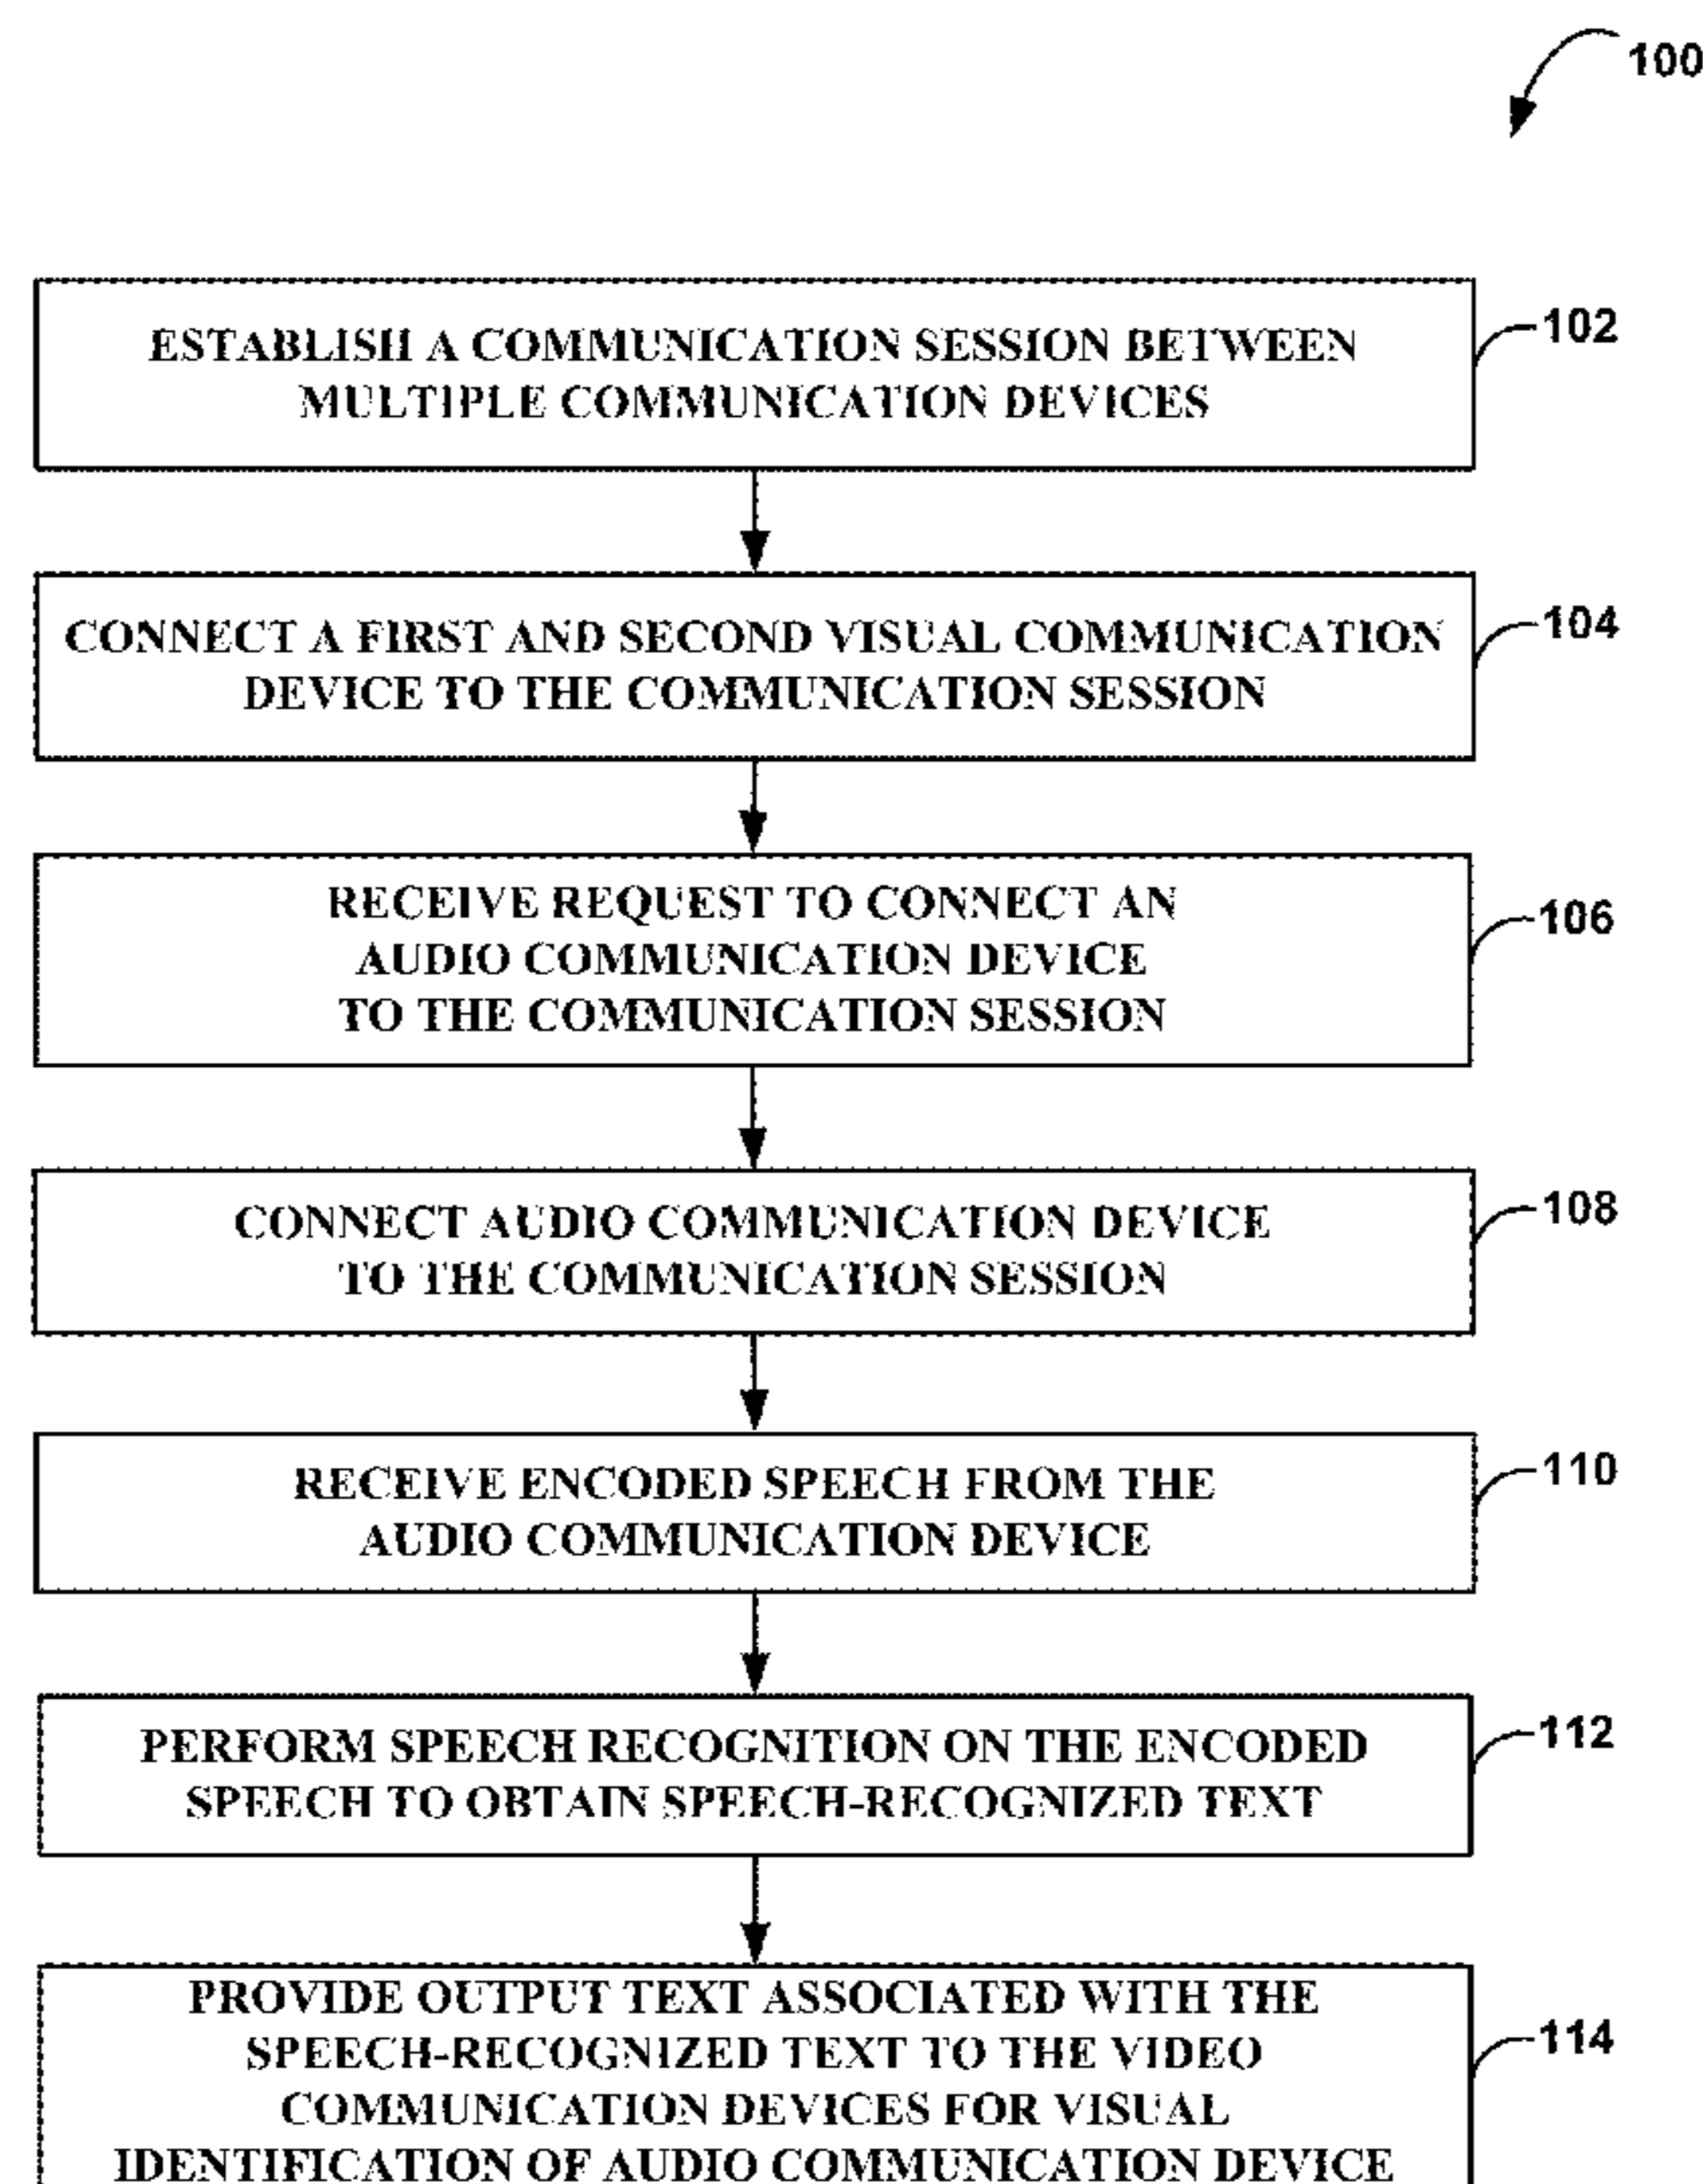 100
ESTABLISH A COMMUNICATION SESSION BETWEEN
MULTIPLE COMMUNICATION DEVICES
102
CONNECT A FIRST AND SECOND VISUAL COMMUNICATION
DEVICE TO THE COMMUNICATION SESSION
104
RECEIVE REQUEST TO CONNECT AN
AUDIO COMMUNICATION DEVICE
TO THE COMMUNICATION SESSION
106
CONNECT AUDIO COMMUNICATION DEVICE
TO THE COMMUNICATION SESSION
108
RECEIVE ENCODED SPEECH FROM THE
AUDIO COMMUNICATION DEVICE
110
PERFORM SPEECH RECOGNITION ON THE ENCODED
SPEECH TO OBTAIN SPEECH-RECOGNIZED TEXT
112
PROVIDE OUTPUT TEXT ASSOCIATED WITH THE
SPEECH-RECOGNIZED TEXT TO THE VIDEO
COMMUNICATION DEVICES FOR VISUAL
IDENTIFICATION OF AUDIO COMMUNICATION DEVICE
114